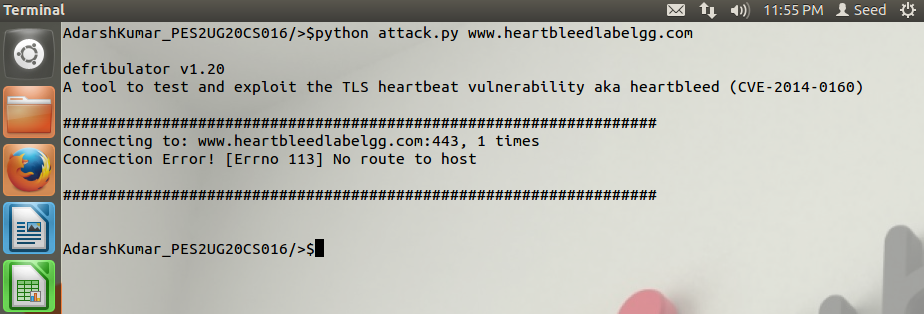 Terminal
11:55 PM
Seed
AdarshKumar_PES2UG20CS016/>$python attack.py www.heartbleedlabelgg.com
defribulator v1.20
A tool to test and exploit the TLS heartbeat vulnerability aka heartbleed (CVE-2014-0160)
##################################################################
Connecting to: www.heartbleedlabelgg.com:443, 1 times
Connection Error! [Errno 113] No route to host
##################################################################
AdarshKumar_PES2UG20CS016/>$